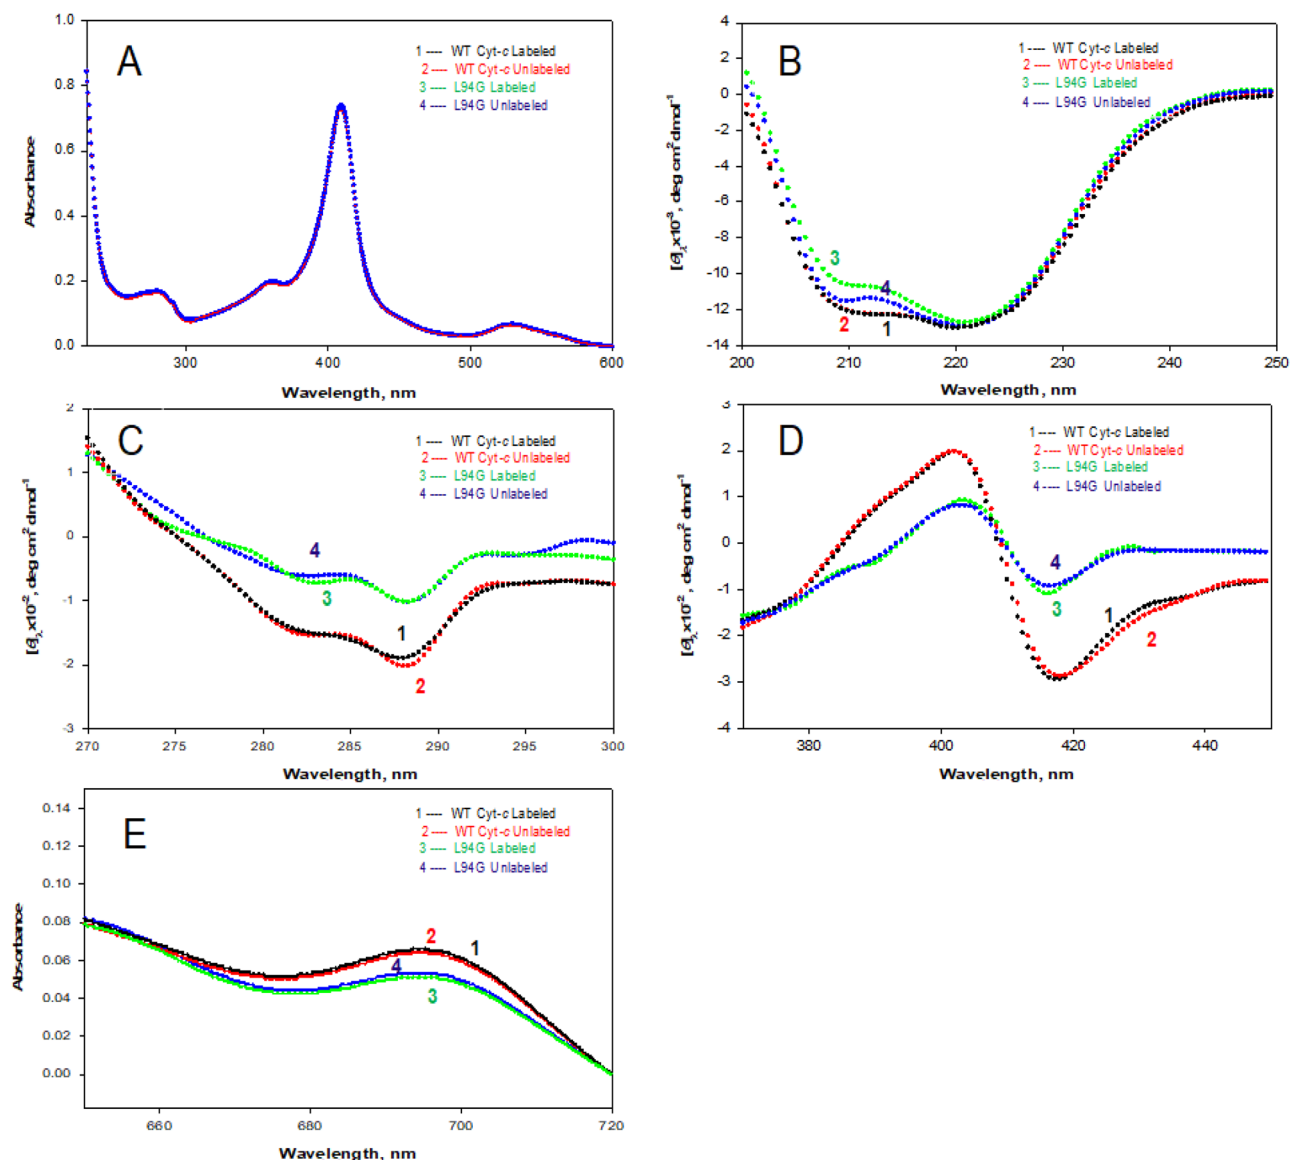 A
1 ---- WT Cyt-c Labeled
2 ---- WT Cyt-c Unlabeled
3 ---- L94G Labeled
4 ---- L94G Unlabeled
1.0
0.8
0.6
0.4
0.2
0.0
Absorbance
300 400 500 600
Wavelength, nm
B
1 ---- WT Cyt-c Labeled
2 ---- WT Cyt-c Unlabeled
3 ---- L94G Labeled
4 ---- L94G Unlabeled
4
2
0
-2
-4
-6
-8
-10
-12
-14
[θ]λx10⁻³, deg cm² dmol⁻¹
3
4
2 1
200 210 220 230 240 250
Wavelength, nm
C
1 ---- WT Cyt-c Labeled
2 ---- WT Cyt-c Unlabeled
3 ---- L94G Labeled
4 ---- L94G Unlabeled
2
1
0
-1
-2
-3
[θ]λx10⁻², deg cm² dmol⁻¹
4
3
1
2
270 275 280 285 290 295 300
Wavelength, nm
D
1 ---- WT Cyt-c Labeled
2 ---- WT Cyt-c Unlabeled
3 ---- L94G Labeled
4 ---- L94G Unlabeled
3
2
1
0
-1
-2
-3
-4
[θ]λx10⁻², deg cm² dmol⁻¹
4
3
1
2
380 400 420 440
Wavelength, nm
E
1 ---- WT Cyt-c Labeled
2 ---- WT Cyt-c Unlabeled
3 ---- L94G Labeled
4 ---- L94G Unlabeled
0.14
0.12
0.10
0.08
0.06
0.04
0.02
0.00
Absorbance
2 1
4
3
660 680 700 720
Wavelength, nm